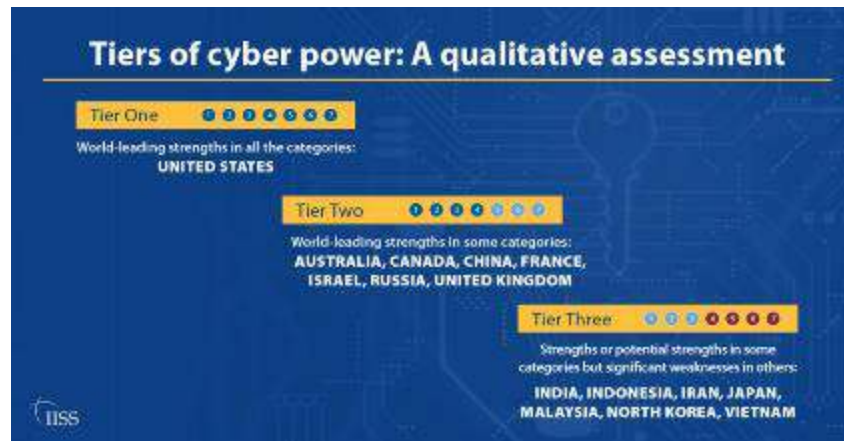 Tiers of cyber power: A qualitative assessment
Tier One 1 2 3 4 5 6 7
World-leading strengths in all the categories:
UNITED STATES
Tier Two 1 2 3 4 5 6 7
World-leading strengths in some categories:
AUSTRALIA, CANADA, CHINA, FRANCE,
ISRAEL, RUSSIA, UNITED KINGDOM
Tier Three 1 2 3 4 5 6 7
Strengths or potential strengths in some
categories but significant weaknesses in others:
INDIA, INDONESIA, IRAN, JAPAN,
MALAYSIA, NORTH KOREA, VIETNAM
IISS